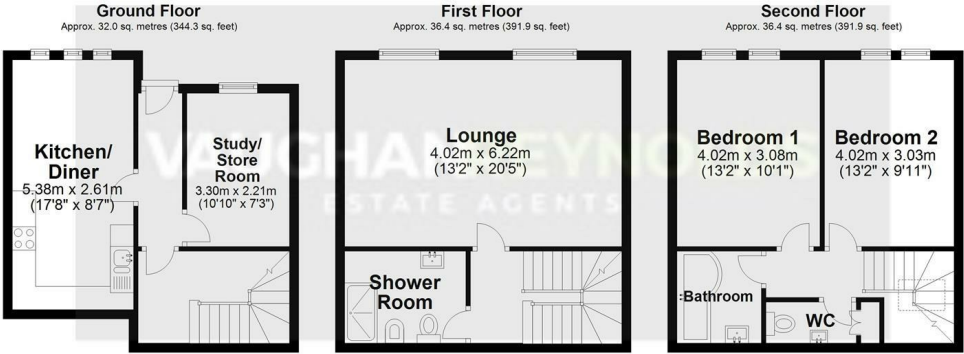 Ground Floor
Approx. 32.0 sq. metres (344.3 sq. feet)
Kitchen/
Diner
5.38m x 2.61m
(17'8" x 8'7")
Study/
Store
Room
3.30m x 2.21m
(10'10" x 7'3")
First Floor
Approx. 36.4 sq. metres (391.9 sq. feet)
Lounge
4.02m x 6.22m
(13'2" x 20'5")
Shower
Room
Second Floor
Approx. 36.4 sq. metres (391.9 sq. feet)
Bedroom 1
4.02m x 3.08m
(13'2" x 10'1")
Bedroom 2
4.02m x 3.03m
(13'2" x 9'11")
Bathroom
WC
ESTATE AGENTS